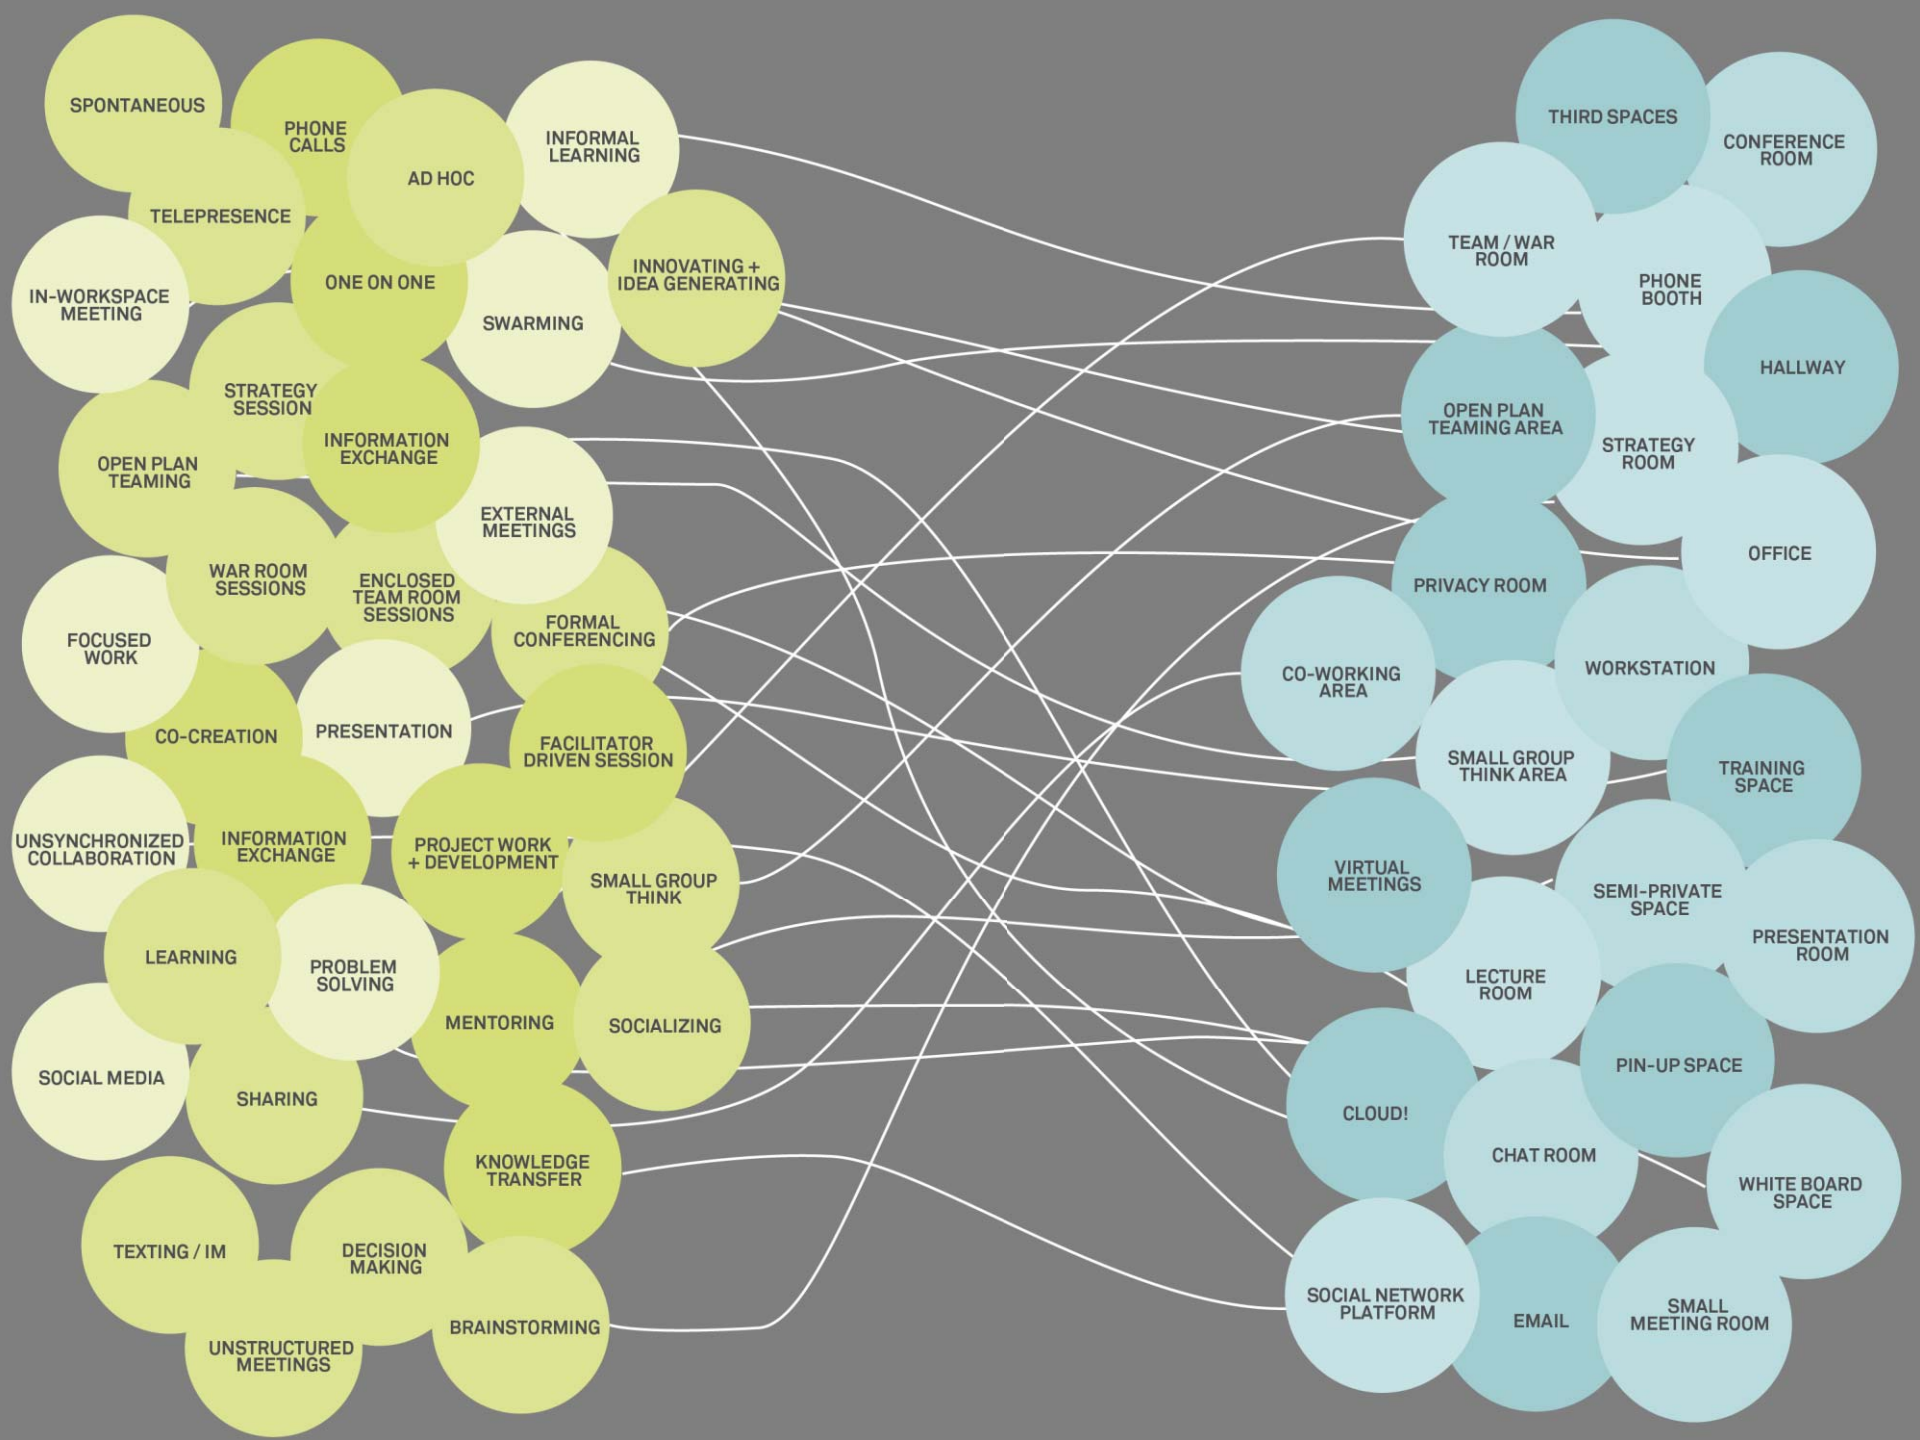 SPONTANEOUS
PHONE
CALLS
AD HOC
INFORMAL
LEARNING
TELEPRESENCE
IN-WORKSPACE
MEETING
ONE ON ONE
SWARMING
INNOVATING +
IDEA GENERATING
STRATEGY
SESSION
INFORMATION
EXCHANGE
OPEN PLAN
TEAMING
EXTERNAL
MEETINGS
WAR ROOM
SESSIONS
ENCLOSED
TEAM ROOM
SESSIONS
FORMAL
CONFERENCING
FOCUSED
WORK
CO-CREATION
PRESENTATION
FACILITATOR
DRIVEN SESSION
UNSYNCHRONIZED
COLLABORATION
INFORMATION
EXCHANGE
PROJECT WORK
+ DEVELOPMENT
SMALL GROUP
THINK
LEARNING
PROBLEM
SOLVING
MENTORING
SOCIALIZING
SOCIAL MEDIA
SHARING
KNOWLEDGE
TRANSFER
TEXTING / IM
DECISION
MAKING
UNSTRUCTURED
MEETINGS
BRAINSTORMING
THIRD SPACES
CONFERENCE
ROOM
TEAM / WAR
ROOM
PHONE
BOOTH
HALLWAY
OPEN PLAN
TEAMING AREA
STRATEGY
ROOM
OFFICE
PRIVACY ROOM
CO-WORKING
AREA
WORKSTATION
SMALL GROUP
THINK AREA
TRAINING
SPACE
VIRTUAL
MEETINGS
SEMI-PRIVATE
SPACE
PRESENTATION
ROOM
LECTURE
ROOM
PIN-UP SPACE
CLOUD!
CHAT ROOM
WHITE BOARD
SPACE
SOCIAL NETWORK
PLATFORM
EMAIL
SMALL
MEETING ROOM